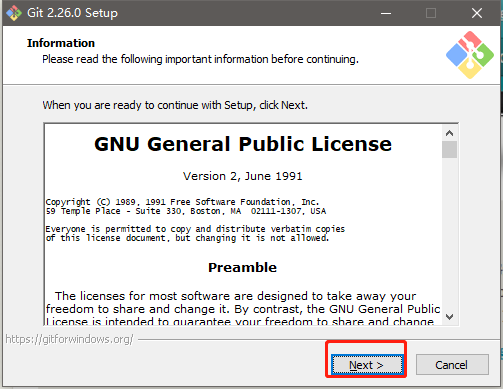 Git 2.26.0 Setup
Information
Please read the following important information before continuing.
When you are ready to continue with Setup, click Next.
GNU General Public License
Version 2, June 1991
Copyright (C) 1989, 1991 Free Software Foundation, Inc.
59 Temple Place - Suite 330, Boston, MA  02111-1307, USA
Everyone is permitted to copy and distribute verbatim copies
of this license document, but changing it is not allowed.
Preamble
The licenses for most software are designed to take away your
freedom to share and change it. By contrast, the GNU General Public
License is intended to guarantee your freedom to share and change
https://gitforwindows.org/
Next >
Cancel